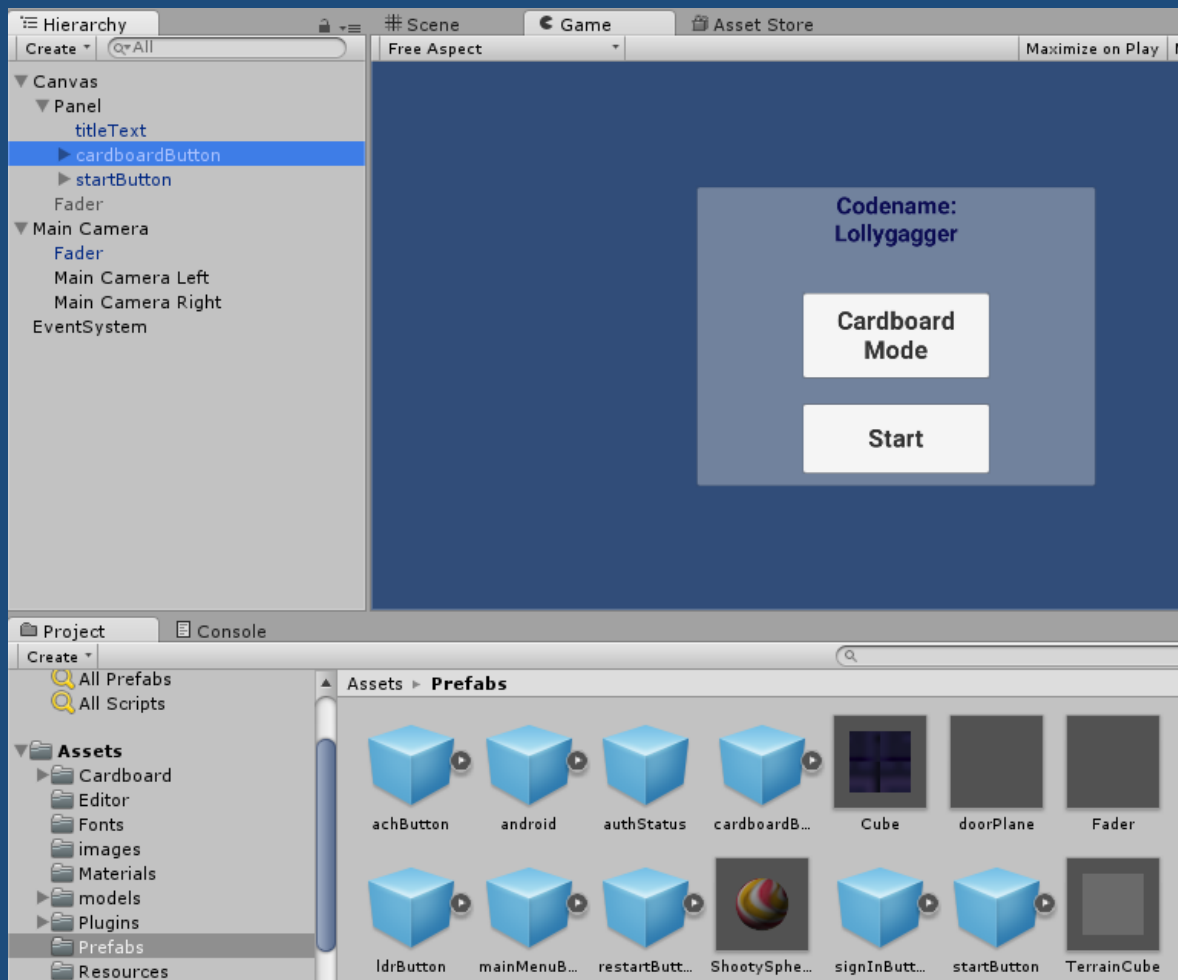 Hierarchy
Create
All
Canvas
Panel
titleText
cardboardButton
startButton
Fader
Main Camera
Fader
Main Camera Left
Main Camera Right
EventSystem
Scene
Game
Asset Store
Free Aspect
Maximize on Play
Codename:
Lollygagger
Cardboard
Mode
Start
Project
Console
Create
All Prefabs
All Scripts
Assets
Cardboard
Editor
Fonts
images
Materials
models
Plugins
Prefabs
Resources
Assets Prefabs
achButton
android
authStatus
cardboardB...
Cube
doorPlane
Fader
ldrButton
mainMenuB...
restartButt...
ShootySphe...
signInButt...
startButton
TerrainCube